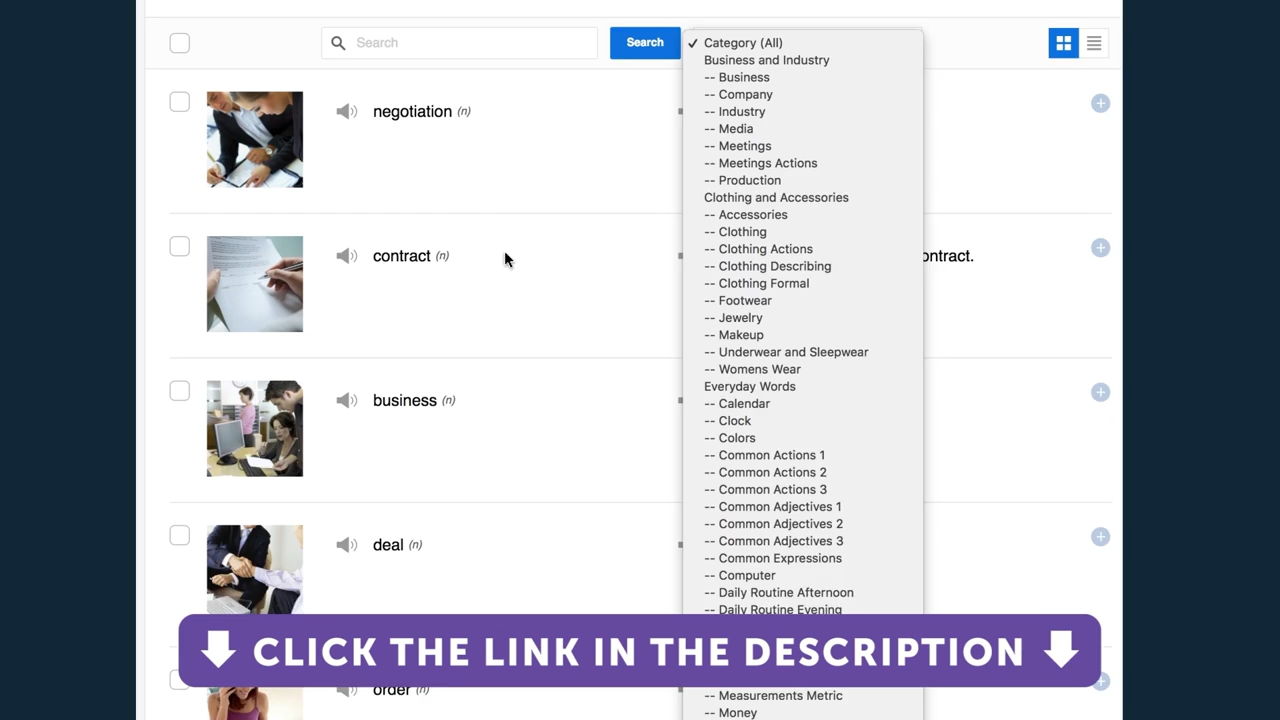 Search
Search
✓ Category (All)
Business and Industry
-- Business
-- Company
-- Industry
-- Media
-- Meetings
-- Meetings Actions
-- Production
Clothing and Accessories
-- Accessories
-- Clothing
-- Clothing Actions
-- Clothing Describing
-- Clothing Formal
-- Footwear
-- Jewelry
-- Makeup
-- Underwear and Sleepwear
-- Womens Wear
Everyday Words
-- Calendar
-- Clock
-- Colors
-- Common Actions 1
-- Common Actions 2
-- Common Actions 3
-- Common Adjectives 1
-- Common Adjectives 2
-- Common Adjectives 3
-- Common Expressions
-- Computer
-- Daily Routine Afternoon
-- Daily Routine Evening
-- Measurements Metric
-- Money
negotiation (n)
contract (n)
ontract.
business (n)
deal (n)
order (n)
CLICK THE LINK IN THE DESCRIPTION